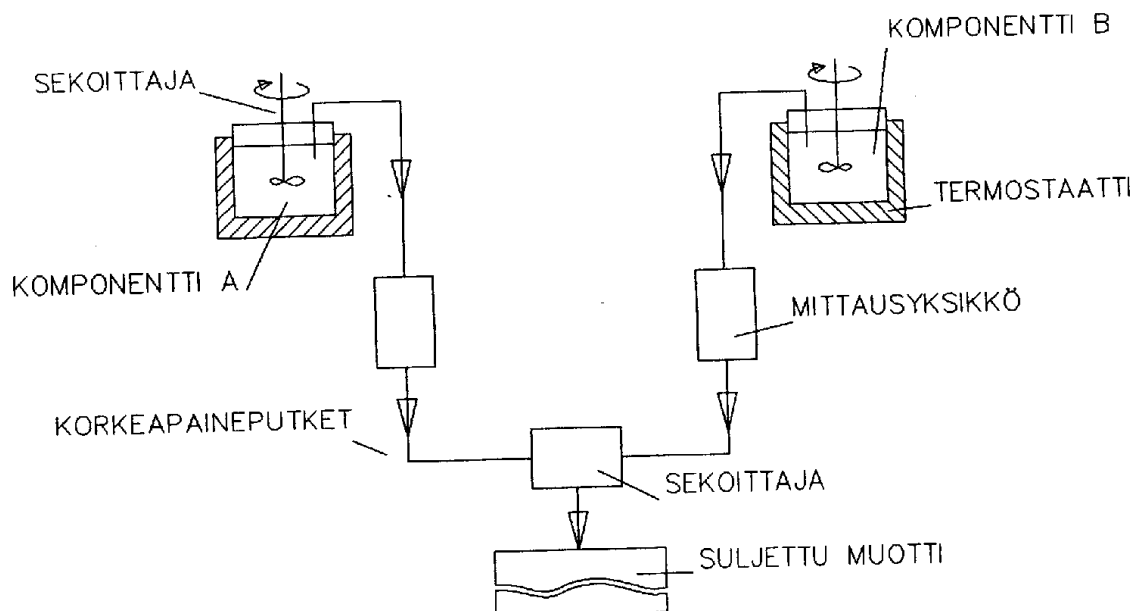 KOMPONENTTI B
SEKOITTAJA
TERMOSTAATTI
KOMPONENTTI A
MITTAUSYKSIKKÖ
KORKEAPAINEPUTKET
SEKOITTAJA
SULJETTU MUOTTI